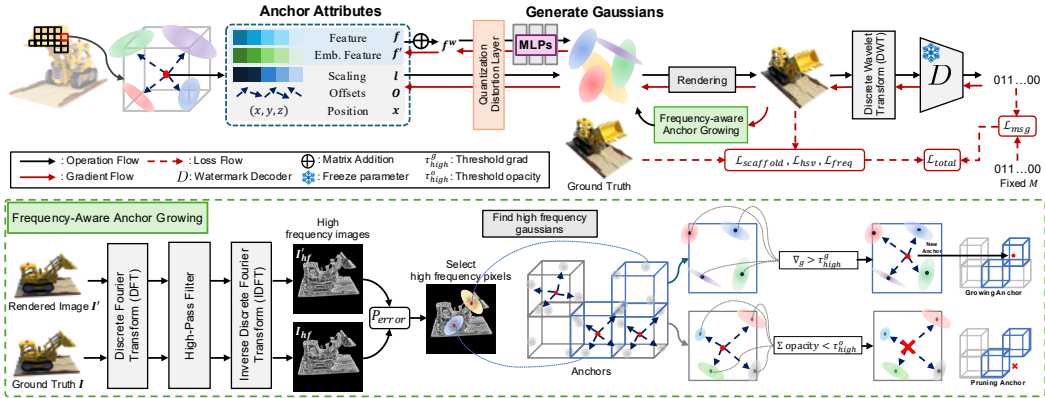 Anchor Attributes
Feature f
Emb. Feature f'
Scaling l
Offsets O
(x, y, z) Position x
f^w
Quantization Distortion Layer
Generate Gaussians
MLPs
Rendering
Frequency-aware Anchor Growing
Ground Truth
Discrete Wavelet Transform (DWT)
D
011...00
L_msg
L_scaffold, L_hsv, L_freq
L_total
011...00
Fixed M
: Operation Flow
: Loss Flow
: Matrix Addition
τ^g_high: Threshold grad
: Gradient Flow
D: Watermark Decoder
: Freeze parameter
τ^o_high: Threshold opacity
Frequency-Aware Anchor Growing
Rendered Image I'
Ground Truth I
Discrete Fourier Transform (DFT)
High-Pass Filter
Inverse Discrete Fourier Transform (IDFT)
High frequency images
I'_hf
I_hf
P_error
Select high frequency pixels
Find high frequency gaussians
Anchors
∇_g > τ^g_high
New Anchor
Growing Anchor
Σ opacity < τ^o_high
Pruning Anchor